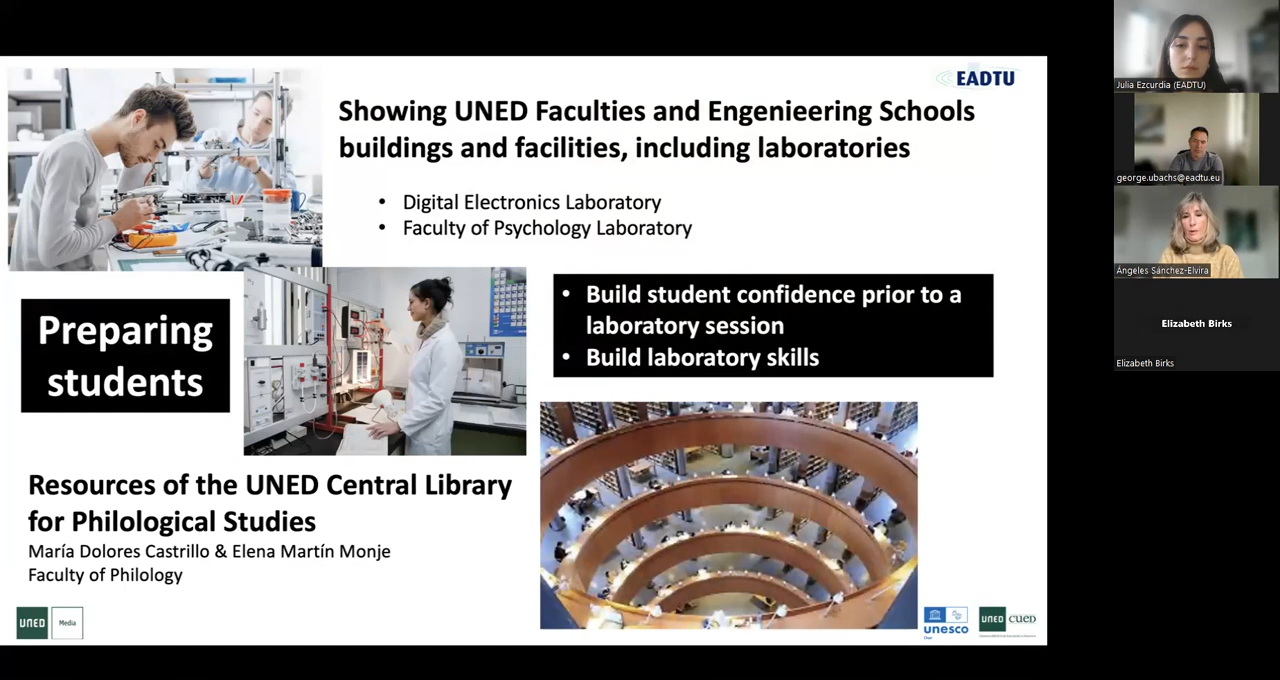 EADTU
Showing UNED Faculties and Engenieering Schools
buildings and facilities, including laboratories
• Digital Electronics Laboratory
• Faculty of Psychology Laboratory
Preparing
students
• Build student confidence prior to a
laboratory session
• Build laboratory skills
Resources of the UNED Central Library
for Philological Studies
María Dolores Castrillo & Elena Martín Monje
Faculty of Philology
UNED Media
unesco
Chair
UNED CUED
Julia Ezcurdia (EADTU)
george.ubachs@eadtu.eu
Ángeles Sánchez-Elvira
Elizabeth Birks
Elizabeth Birks